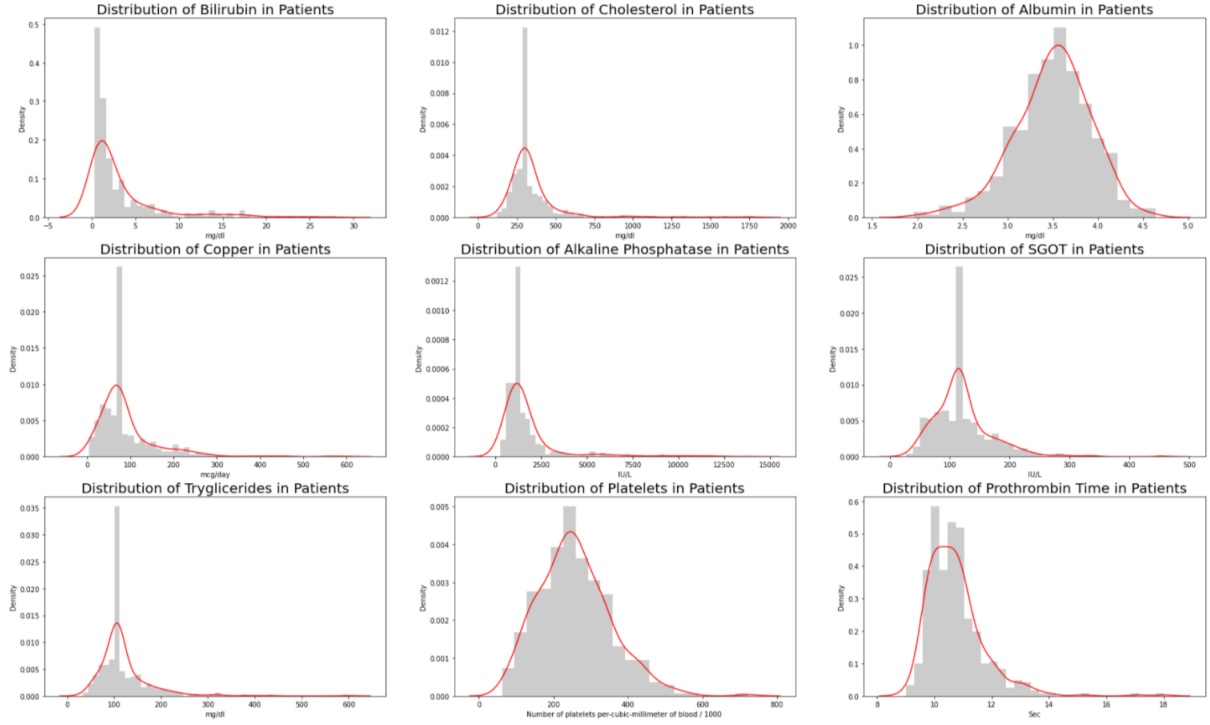 Distribution of Bilirubin in Patients
Density
0.5
0.4
0.3
0.2
0.1
0.0
−5 0 5 10 15 20 25 30
mg/dl
Distribution of Cholesterol in Patients
Density
0.012
0.010
0.008
0.006
0.004
0.002
0.000
0 250 500 750 1000 1250 1500 1750 2000
mg/dl
Distribution of Albumin in Patients
Density
1.0
0.8
0.6
0.4
0.2
0.0
1.5 2.0 2.5 3.0 3.5 4.0 4.5 5.0
mg/dl
Distribution of Copper in Patients
Density
0.025
0.020
0.015
0.010
0.005
0.000
0 100 200 300 400 500 600
mcg/day
Distribution of Alkaline Phosphatase in Patients
Density
0.0012
0.0010
0.0008
0.0006
0.0004
0.0002
0.0000
0 2500 5000 7500 10000 12500 15000
IU/L
Distribution of SGOT in Patients
Density
0.025
0.020
0.015
0.010
0.005
0.000
0 100 200 300 400 500
IU/L
Distribution of Tryglicerides in Patients
Density
0.035
0.030
0.025
0.020
0.015
0.010
0.005
0.000
0 100 200 300 400 500 600
mg/dl
Distribution of Platelets in Patients
Density
0.005
0.004
0.003
0.002
0.001
0.000
0 200 400 600 800
Number of platelets per-cubic-millimeter of blood / 1000
Distribution of Prothrombin Time in Patients
Density
0.6
0.5
0.4
0.3
0.2
0.1
0.0
8 10 12 14 16 18
Sec